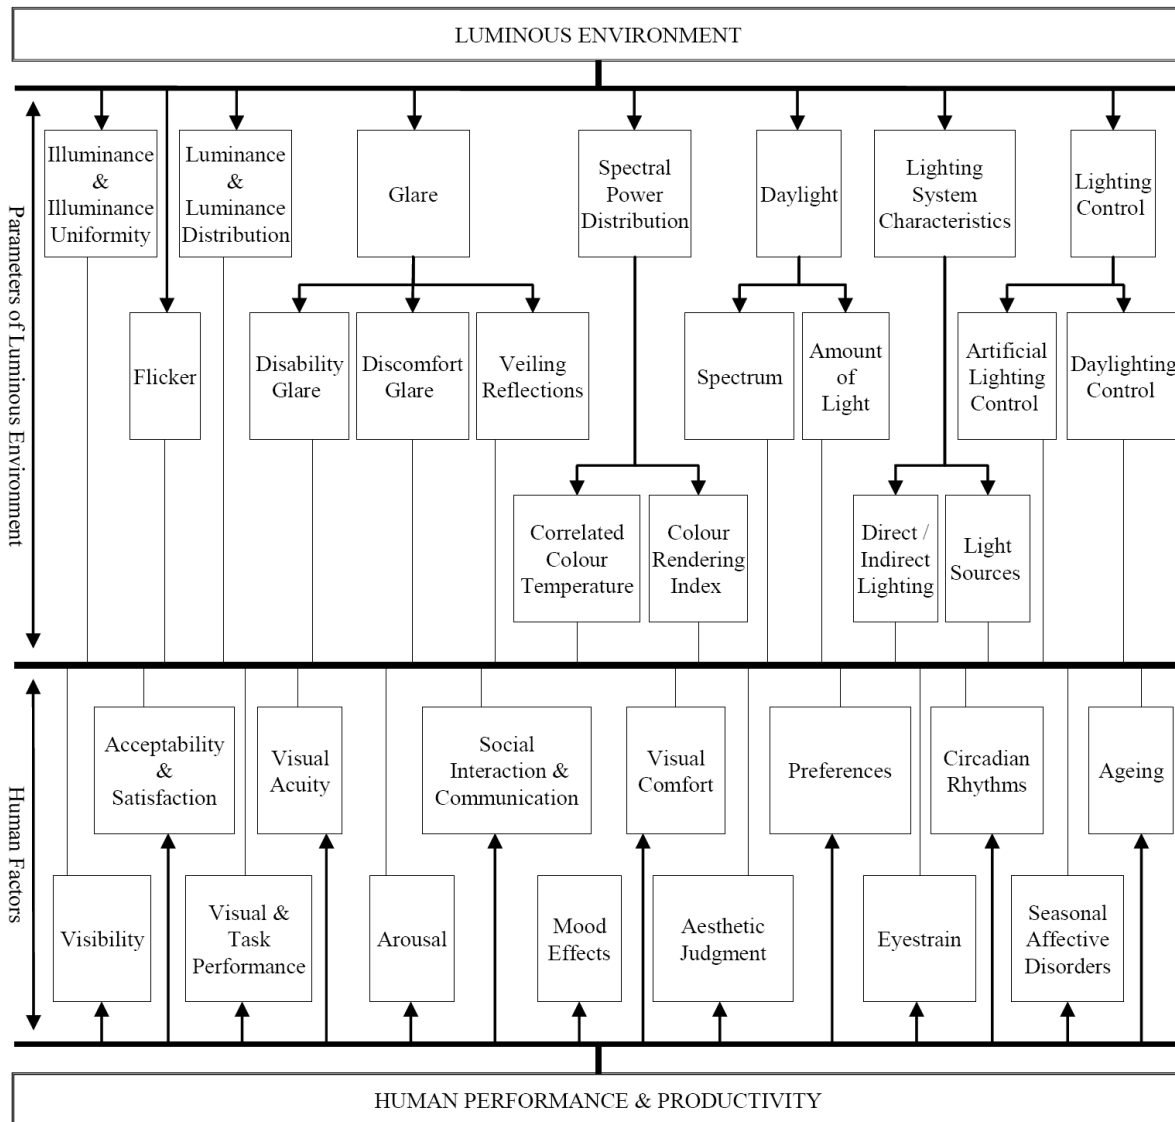 LUMINOUS ENVIRONMENT
Parameters of Luminous Environment
Illuminance
&
Illuminance
Uniformity
Luminance
&
Luminance
Distribution
Glare
Spectral
Power
Distribution
Daylight
Lighting
System
Characteristics
Lighting
Control
Flicker
Disability
Glare
Discomfort
Glare
Veiling
Reflections
Spectrum
Amount
of
Light
Artificial
Lighting
Control
Daylighting
Control
Correlated
Colour
Temperature
Colour
Rendering
Index
Direct /
Indirect
Lighting
Light
Sources
Human Factors
Acceptability
&
Satisfaction
Visual
Acuity
Social
Interaction &
Communication
Visual
Comfort
Preferences
Circadian
Rhythms
Ageing
Visibility
Visual &
Task
Performance
Arousal
Mood
Effects
Aesthetic
Judgment
Eyestrain
Seasonal
Affective
Disorders
HUMAN PERFORMANCE & PRODUCTIVITY